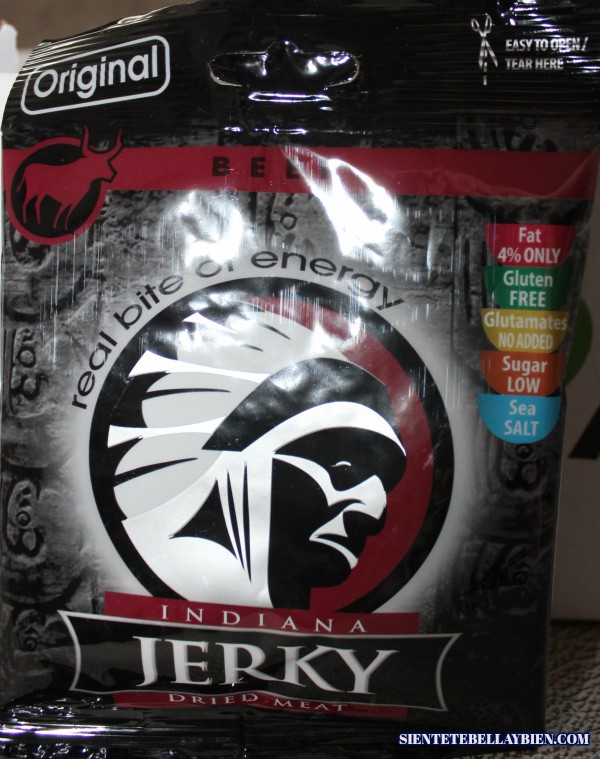 Original
EASY TO OPEN /
TEAR HERE
real bite of energy
Fat
4% ONLY
Gluten
FREE
Glutamates
NO ADDED
Sugar
LOW
Sea
SALT
INDIANA
JERKY
DRIED MEAT
SIENTETEBELLAYBIEN.COM